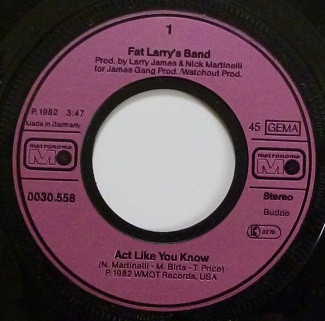 1
Fat Larry's Band
Prod. by Larry James & Nick Martinelli
for James Gang Prod./Watchout Prod.
P 1982 3:47
Made in Germany
45 GEMA
metronome
M
metronome
M
0030.558
Stereo
Budde
Act Like You Know
(N. Martinelli - M. Birts - T. Price)
P 1982 WMOT Records, USA